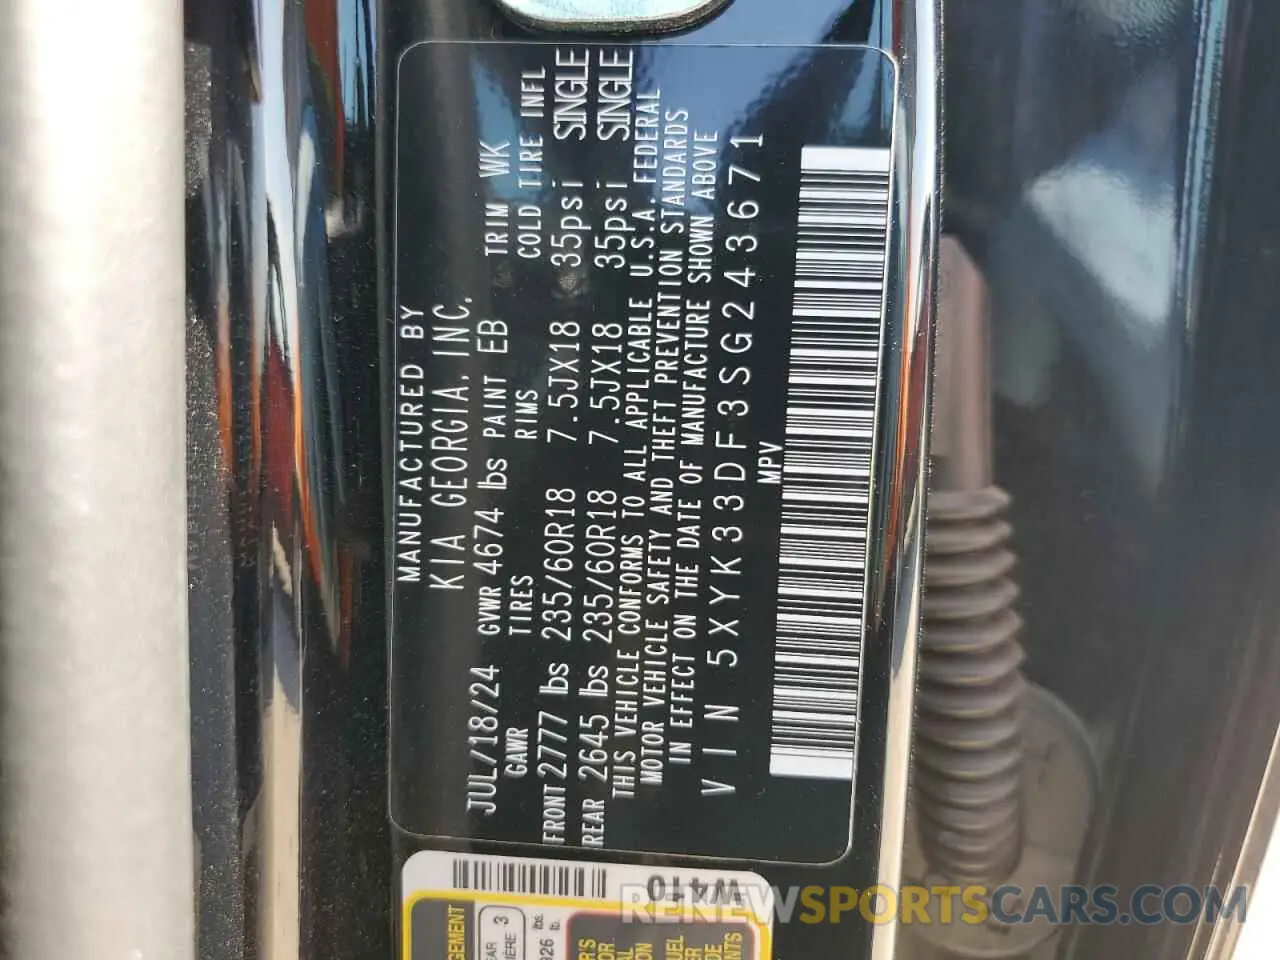 MANUFACTURED BY
KIA GEORGIA, INC.
JUL/18/24 GVWR 4674 lbs PAINT EB TRIM WK
GAWR TIRES RIMS COLD TIRE INFL
FRONT 2777 lbs 235/60R18 7.5JX18 35psi SINGLE
REAR 2645 lbs 235/60R18 7.5JX18 35psi SINGLE
THIS VEHICLE CONFORMS TO ALL APPLICABLE U.S.A. FEDERAL
MOTOR VEHICLE SAFETY AND THEFT PREVENTION STANDARDS
IN EFFECT ON THE DATE OF MANUFACTURE SHOWN ABOVE
VIN 5XYK33DF3SG243671
MPV
W410
3
RENEWSPORTSCARS.COM